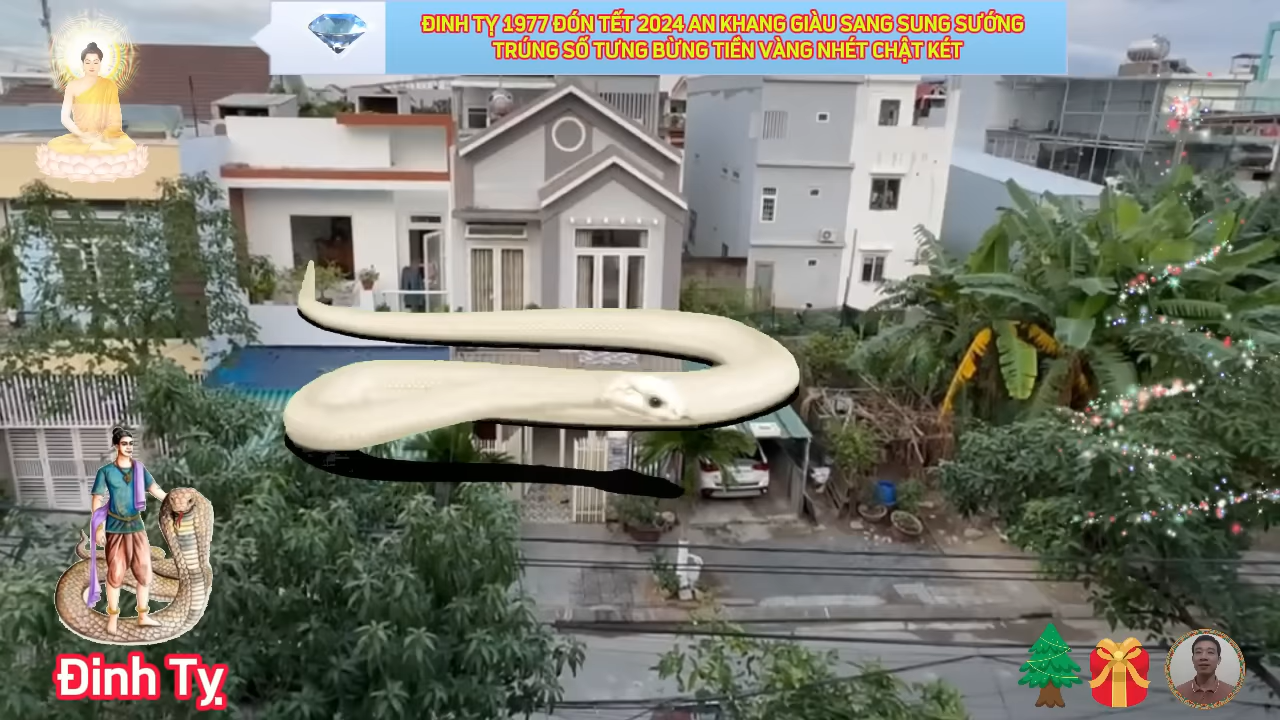 ĐINH TỴ 1977 ĐÓN TẾT 2024 AN KHANG GIÀU SANG SUNG SƯỚNG
TRÚNG SỐ TƯNG BỪNG TIỀN VÀNG NHÉT CHẬT KÉT
Đinh Tỵ